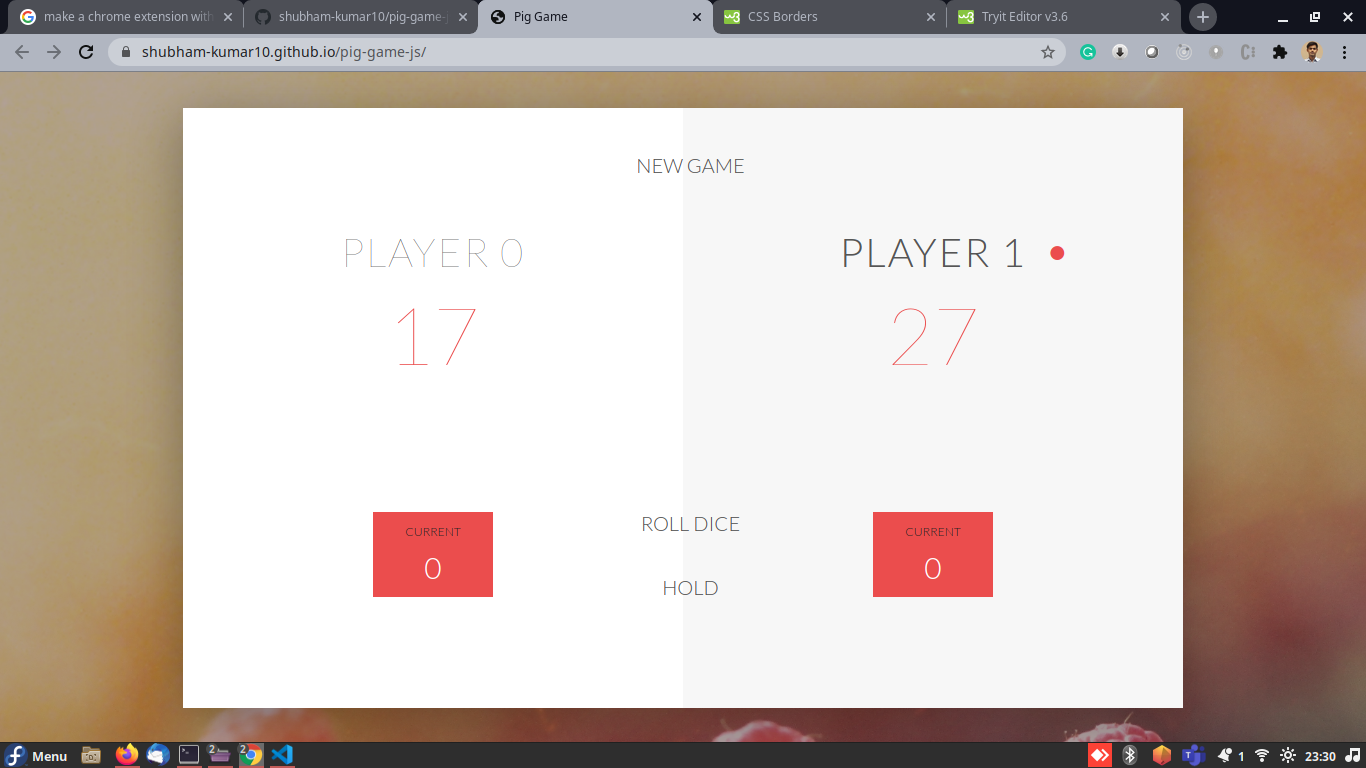 make a chrome extension with
shubham-kumar10/pig-game-j
Pig Game
CSS Borders
Tryit Editor v3.6
shubham-kumar10.github.io/pig-game-js/
NEW GAME
PLAYER 0
PLAYER 1
17
27
CURRENT
0
ROLL DICE
HOLD
CURRENT
0
Menu
2
2
1
23:30